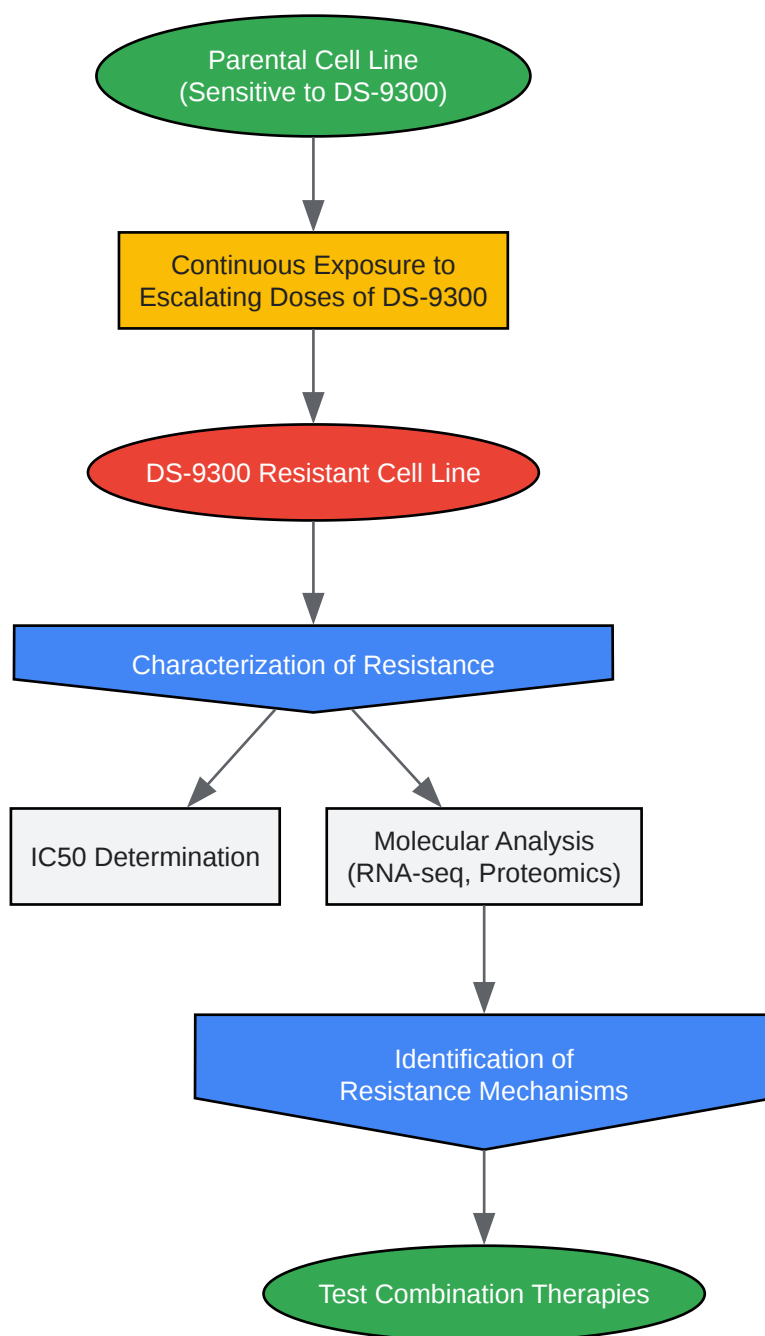 Parental Cell Line
(Sensitive to DS-9300)
Continuous Exposure to
Escalating Doses of DS-9300
DS-9300 Resistant Cell Line
Characterization of Resistance
IC50 Determination
Molecular Analysis
(RNA-seq, Proteomics)
Identification of
Resistance Mechanisms
Test Combination Therapies